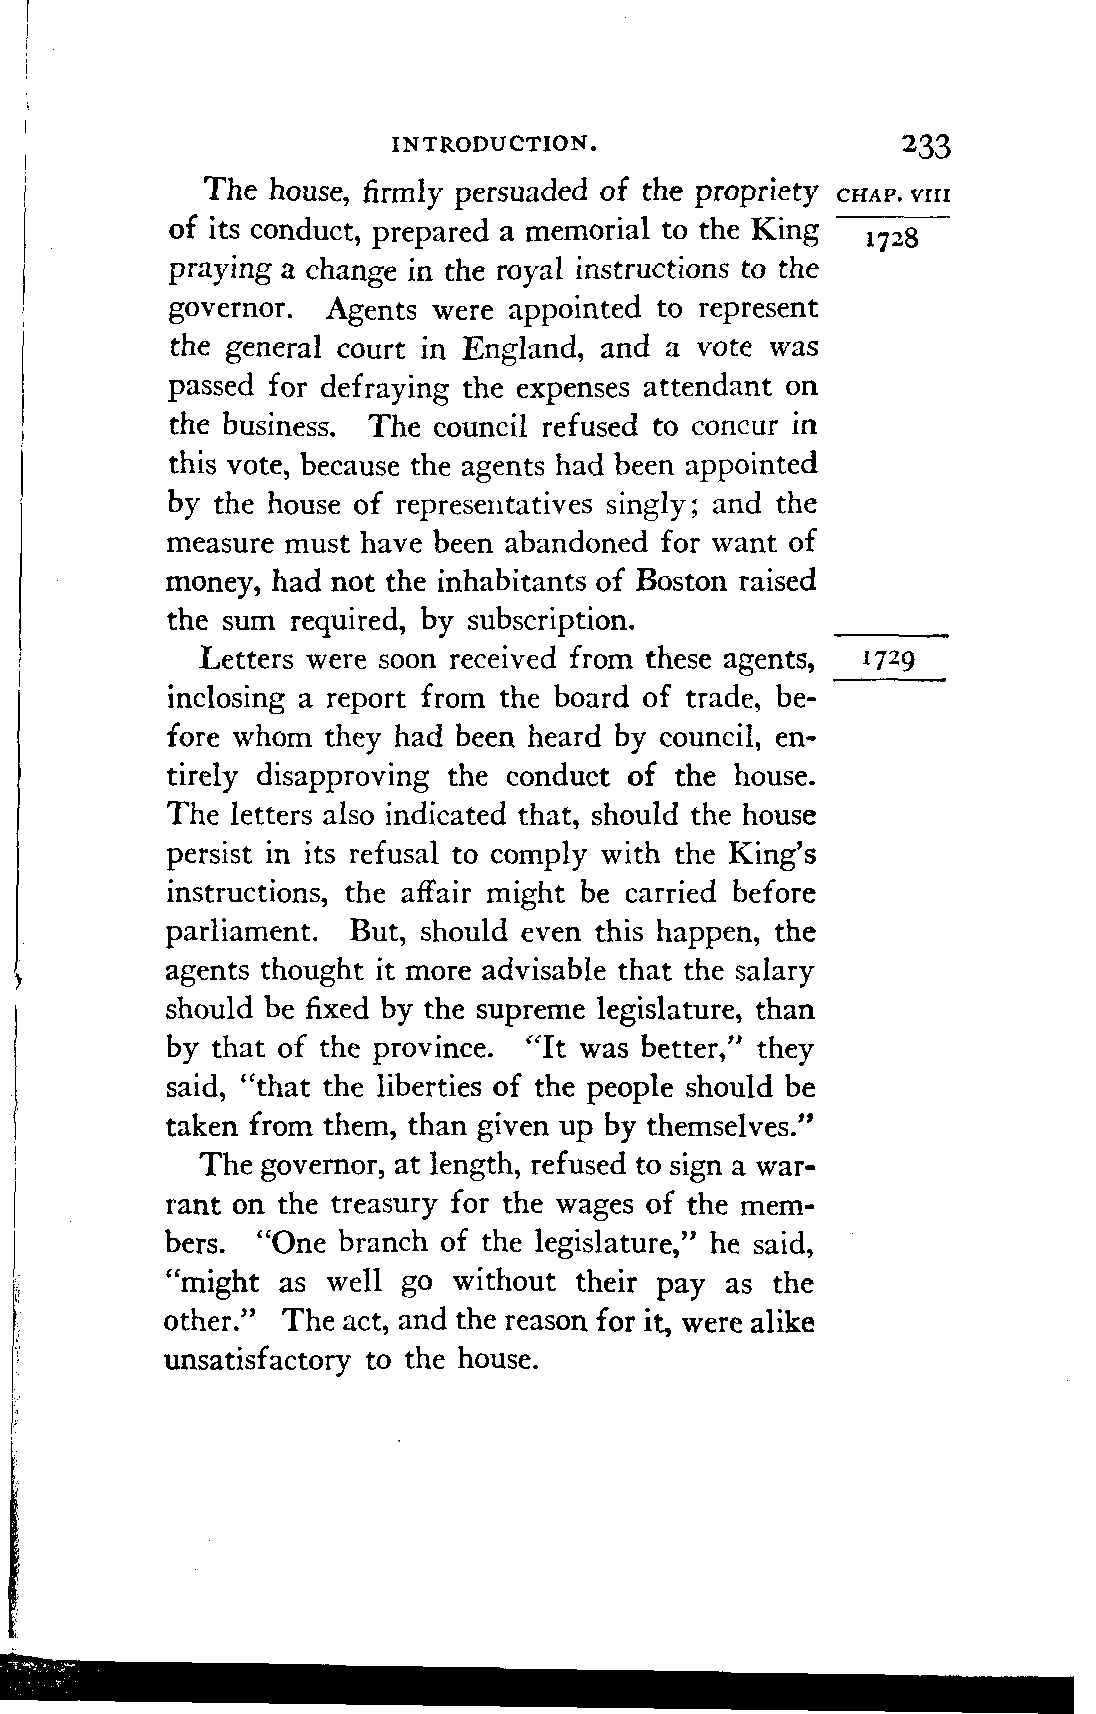 INTRODUCTION. 233
The house, firmly persuaded of the propriety CHAP. VIII
of its conduct, prepared a memorial to the King 1728
praying a change in the royal instructions to the
governor. Agents were appointed to represent
the general court in England, and a vote was
passed for defraying the expenses attendant on
the business. The council refused to concur in
this vote, because the agents had been appointed
by the house of representatives singly; and the
measure must have been abandoned for want of
money, had not the inhabitants of Boston raised
the sum required, by subscription.
Letters were soon received from these agents, 1729
inclosing a report from the board of trade, be-
fore whom they had been heard by council, en-
tirely disapproving the conduct of the house.
The letters also indicated that, should the house
persist in its refusal to comply with the King's
instructions, the affair might be carried before
parliament. But, should even this happen, the
agents thought it more advisable that the salary
should be fixed by the supreme legislature, than
by that of the province. "It was better," they
said, "that the liberties of the people should be
taken from them, than given up by themselves."
The governor, at length, refused to sign a war-
rant on the treasury for the wages of the mem-
bers. "One branch of the legislature," he said,
"might as well go without their pay as the
other." The act, and the reason for it, were alike
unsatisfactory to the house.